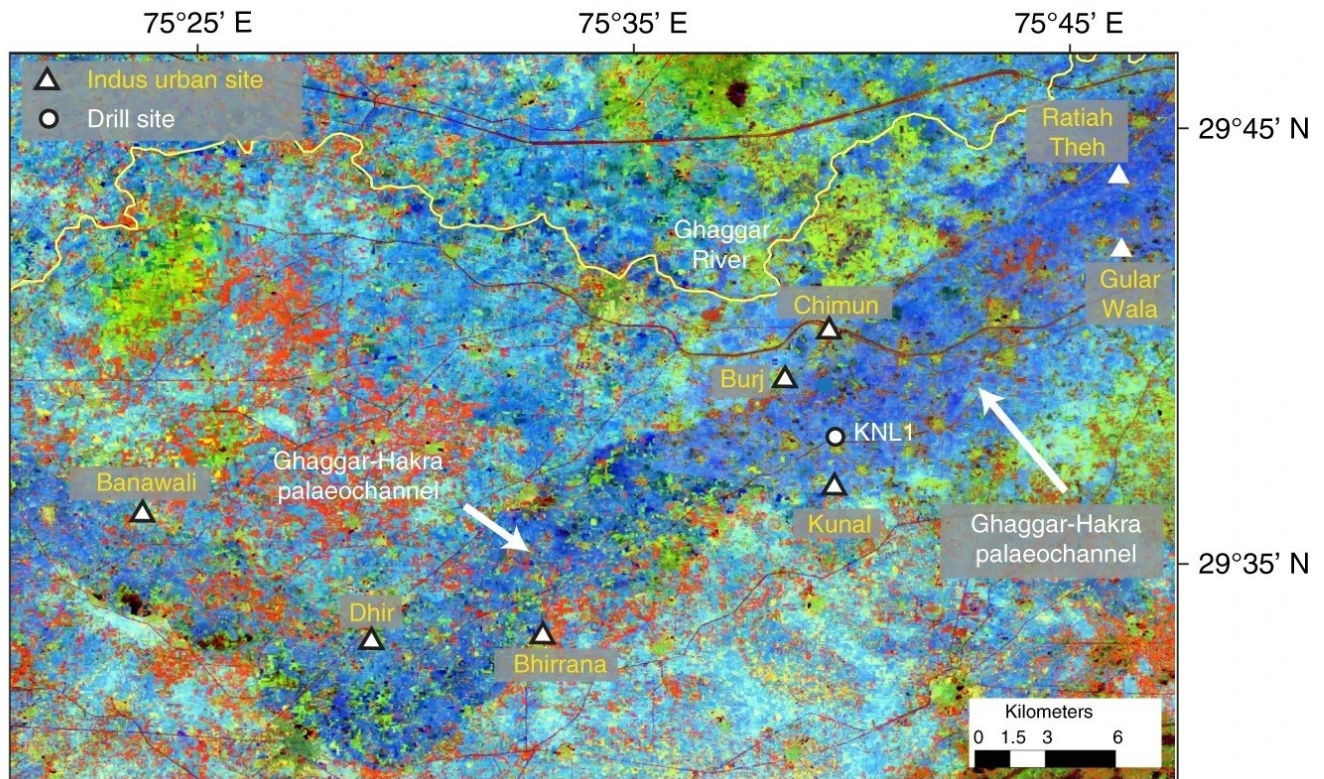 75°25’ E
75°35’ E
75°45’ E
Indus urban site
Drill site
Ratiah
Theh
29°45’ N
Ghaggar
River
Gular
Wala
Chimun
Burj
KNL1
Ghaggar-Hakra
palaeochannel
Banawali
Kunal
Ghaggar-Hakra
palaeochannel
29°35’ N
Dhir
Bhirrana
Kilometers
0 1.5 3 6